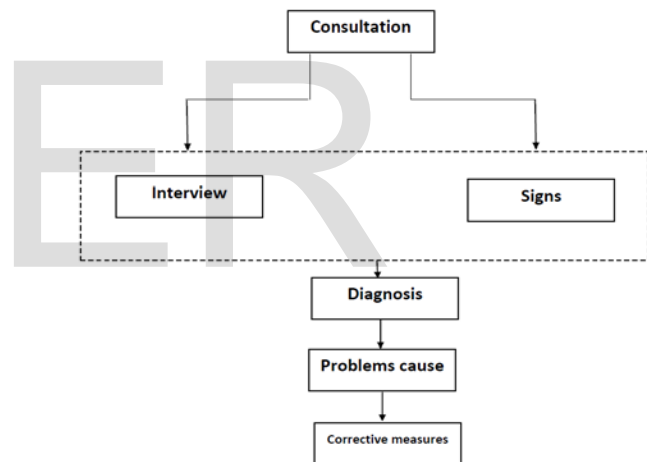 Consultation
ER
Interview
Signs
Diagnosis
Problems cause
Corrective measures